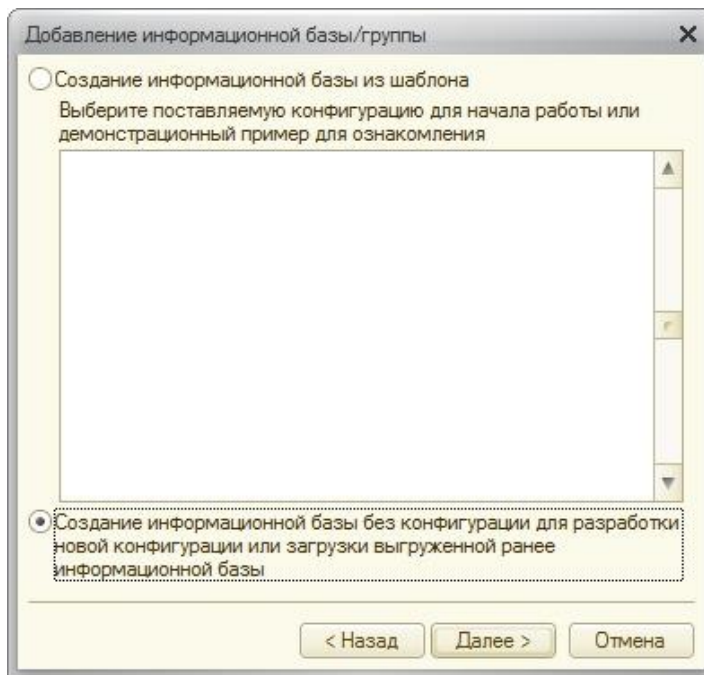 Добавление информационной базы/группы
Создание информационной базы из шаблона
Выберите поставляемую конфигурацию для начала работы или
демонстрационный пример для ознакомления
Создание информационной базы без конфигурации для разработки
новой конфигурации или загрузки выгруженной ранее
информационной базы
< Назад
Далее >
Отмена